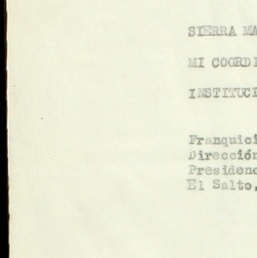 SIERRA MA
MI COORDI
INSTITUCI
Franquici
Dirección
Presidenc
El Salto,